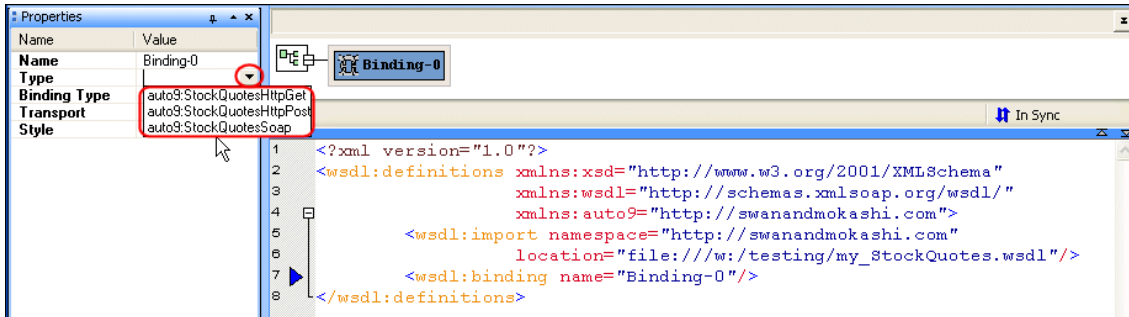 Properties
Name Value
Name Binding-0
Type
Binding Type auto9:StockQuotesHttpGet
Transport auto9:StockQuotesHttpPost
Style auto9:StockQuotesSoap
Binding-0
In Sync
1 <?xml version="1.0"?>
2 <wsdl:definitions xmlns:xsd="http://www.w3.org/2001/XMLSchema"
3 xmlns:wsdl="http://schemas.xmlsoap.org/wsdl/"
4 xmlns:auto9="http://swanandmokashi.com">
5 <wsdl:import namespace="http://swanandmokashi.com"
6 location="file:///w:/testing/my_StockQuotes.wsdl"/>
7 <wsdl:binding name="Binding-0"/>
8 </wsdl:definitions>